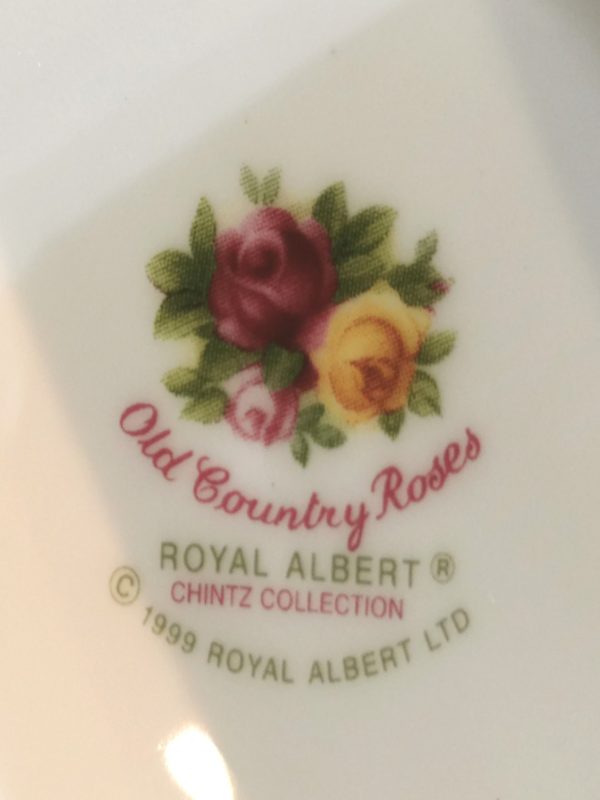 Old Country Roses
ROYAL ALBERT ®
CHINTZ COLLECTION
© 1999 ROYAL ALBERT LTD